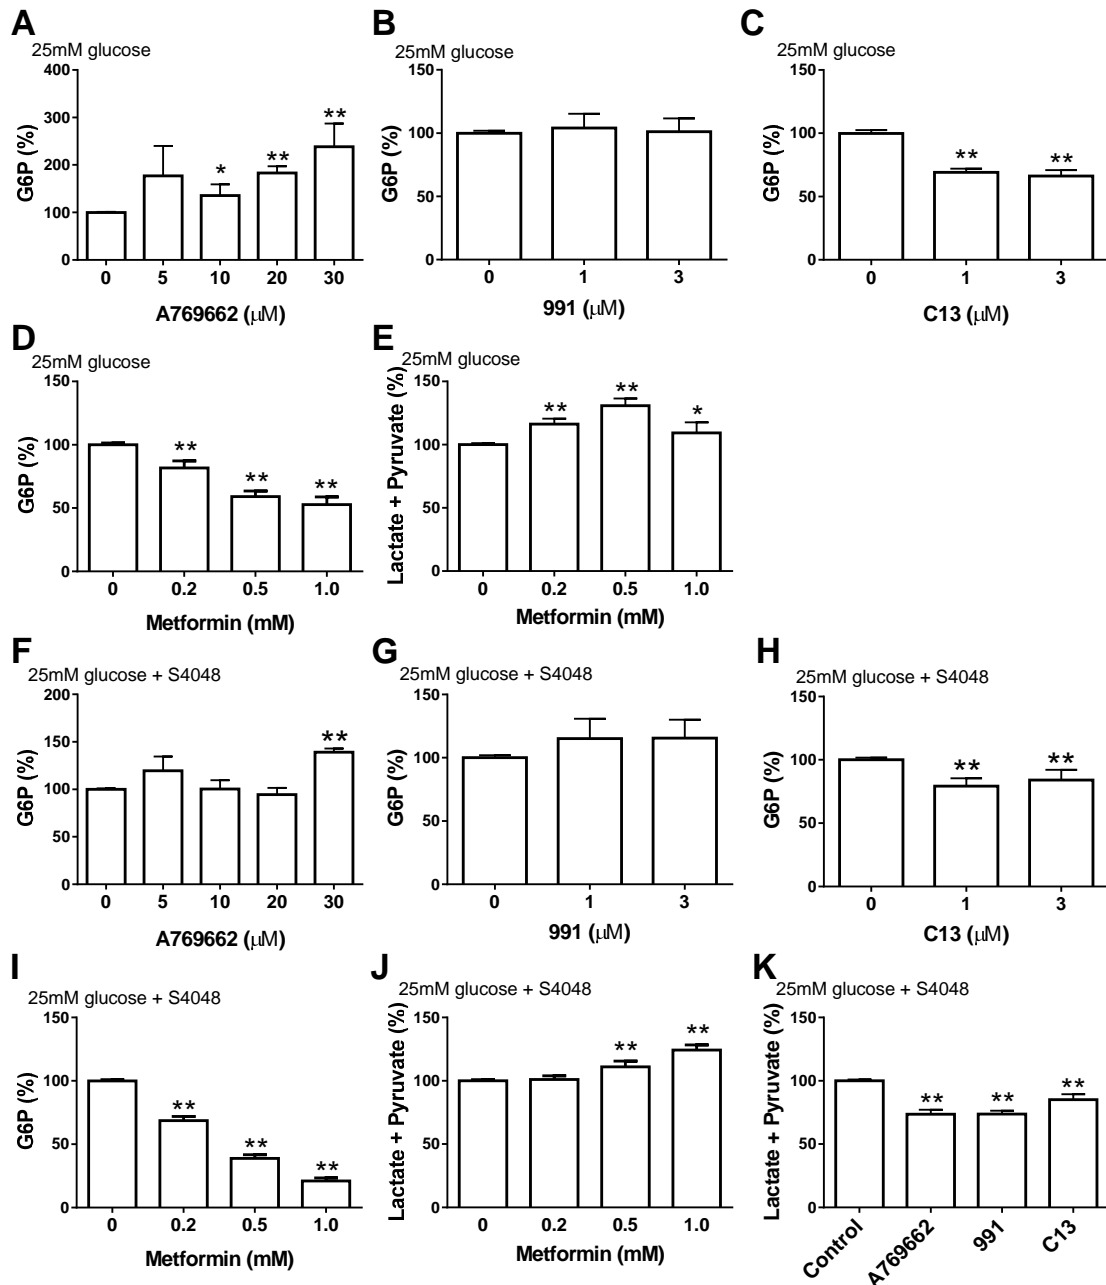 A
25mM glucose
G6P (%)
400
300
200
100
0
*
**
**
0 5 10 20 30
A769662 (μM)
B
25mM glucose
G6P (%)
150
100
50
0
0 1 3
991 (μM)
C
25mM glucose
G6P (%)
150
100
50
0
**
**
0 1 3
C13 (μM)
D
25mM glucose
G6P (%)
150
100
50
0
**
**
**
0 0.2 0.5 1.0
Metformin (mM)
E
25mM glucose
Lactate + Pyruvate (%)
150
100
50
0
**
**
*
0 0.2 0.5 1.0
Metformin (mM)
F
25mM glucose + S4048
G6P (%)
200
150
100
50
0
**
0 5 10 20 30
A769662 (μM)
G
25mM glucose + S4048
G6P (%)
150
100
50
0
0 1 3
991 (μM)
H
25mM glucose + S4048
G6P (%)
150
100
50
0
**
**
0 1 3
C13 (μM)
I
25mM glucose + S4048
G6P (%)
150
100
50
0
**
**
**
0 0.2 0.5 1.0
Metformin (mM)
J
25mM glucose + S4048
Lactate + Pyruvate (%)
150
100
50
0
**
**
0 0.2 0.5 1.0
Metformin (mM)
K
25mM glucose + S4048
Lactate + Pyruvate (%)
150
100
50
0
**
**
**
Control A769662 991 C13